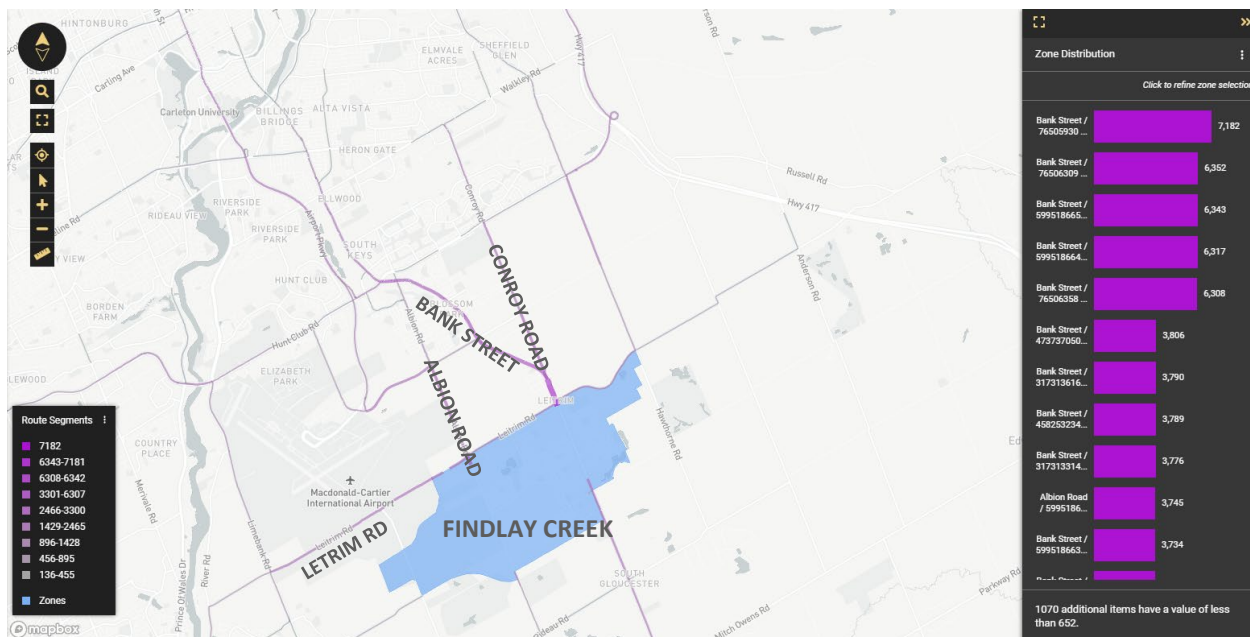 HINTONBURG
Carling Ave
Carleton University
BILLINGS
BRIDGE
ALTA VISTA
ELMVALE
ACRES
SHEFFIELD
GLEN
Walkley Rd
Hwy 417
Anderson Rd
HERON GATE
Conroy Rd
Russell Rd
Hwy 417
RIDEAU VIEW
RIVERSIDE
PARK
RIVERSIDE
PARK
ELLWOOD
Airport Pkwy
SOUTH
KEYS
HUNT CLUB
BORDEN
FARM
Hunt Club Rd
Albion Rd
BANK STREET
CONROY ROAD
ALBION ROAD
Anderson Rd
ELIZABETH
PARK
LEITRIM
Leitrim Rd
Hawthorne Rd
COUNTRY
PLACE
Merivale Rd
Macdonald-Cartier
International Airport
Limebank Rd
Leitrim Rd
LETRIM RD
FINDLAY CREEK
SOUTH
GLOUCESTER
Prince Of Wales Dr
River Rd
Rideau Rd
Mitch Owens Rd
Parkway Rd
Route Segments
7182
6343-7181
6308-6342
3301-6307
2466-3300
1429-2465
896-1428
456-895
136-455
Zones
mapbox
Zone Distribution
Click to refine zone selection
Bank Street /
76505930 ...
7,182
Bank Street /
76506309 ...
6,352
Bank Street /
599518665...
6,343
Bank Street /
599518664...
6,317
Bank Street /
76506358 ...
6,308
Bank Street /
473737050...
3,806
Bank Street /
317313616...
3,790
Bank Street /
458253234...
3,789
Bank Street /
317313314...
3,776
Albion Road
/ 5995186...
3,745
Bank Street /
599518663...
3,734
Bank Street /
1070 additional items have a value of less
than 652.